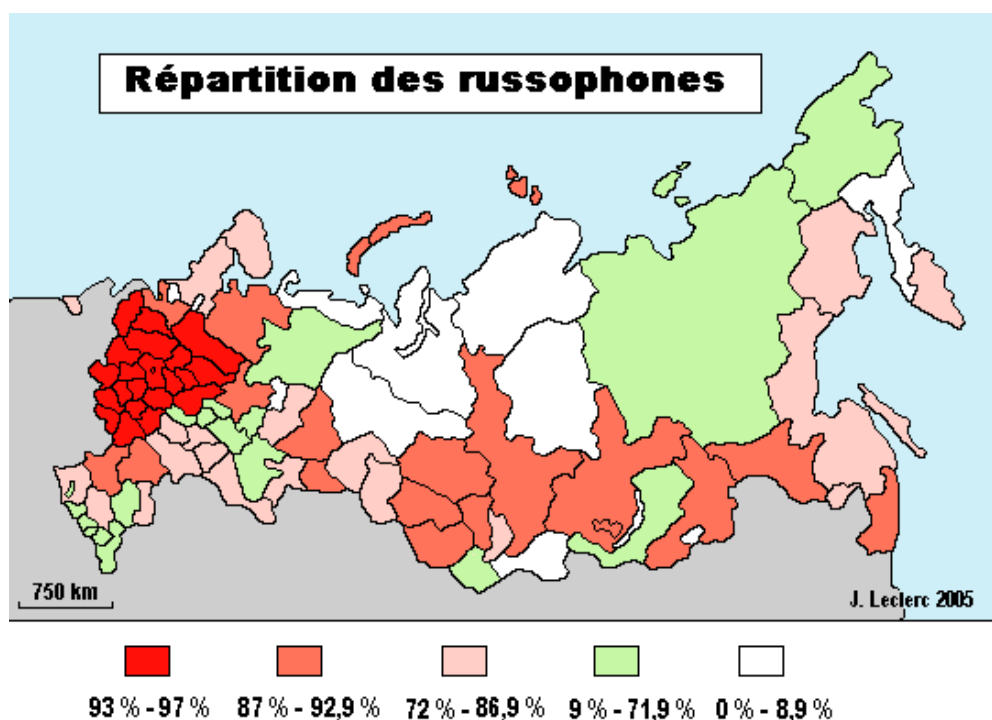 Répartition des russophones
750 km
J. Leclerc 2005
93 % - 97 % 87 % - 92,9 % 72 % - 86,9 % 9 % - 71,9 % 0 % - 8,9 %